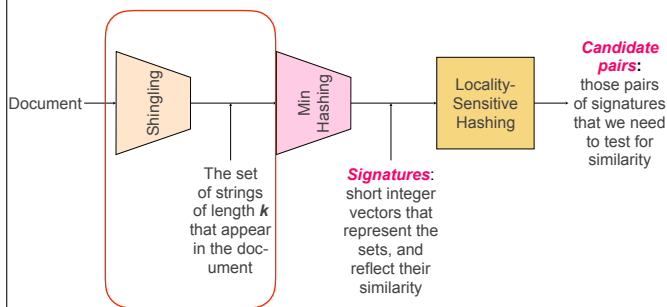 Document
Shingling
The set
of strings
of length k
that appear
in the doc-
ument
Min
Hashing
Signatures:
short integer
vectors that
represent the
sets, and
reflect their
similarity
Locality-
Sensitive
Hashing
Candidate
pairs:
those pairs
of signatures
that we need
to test for
similarity